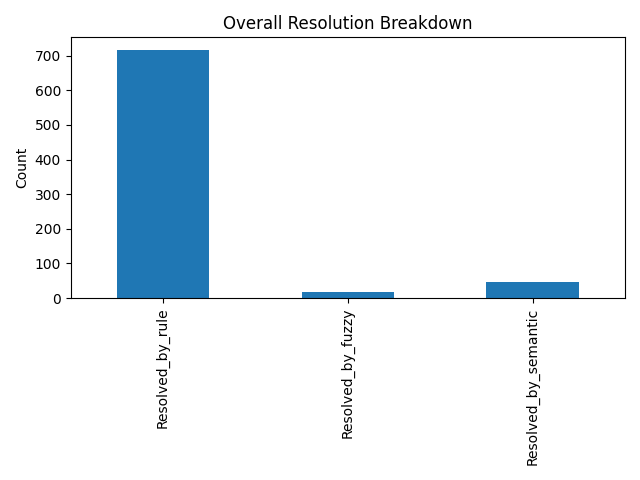 Overall Resolution Breakdown
Count
700
600
500
400
300
200
100
0
Resolved_by_rule
Resolved_by_fuzzy
Resolved_by_semantic